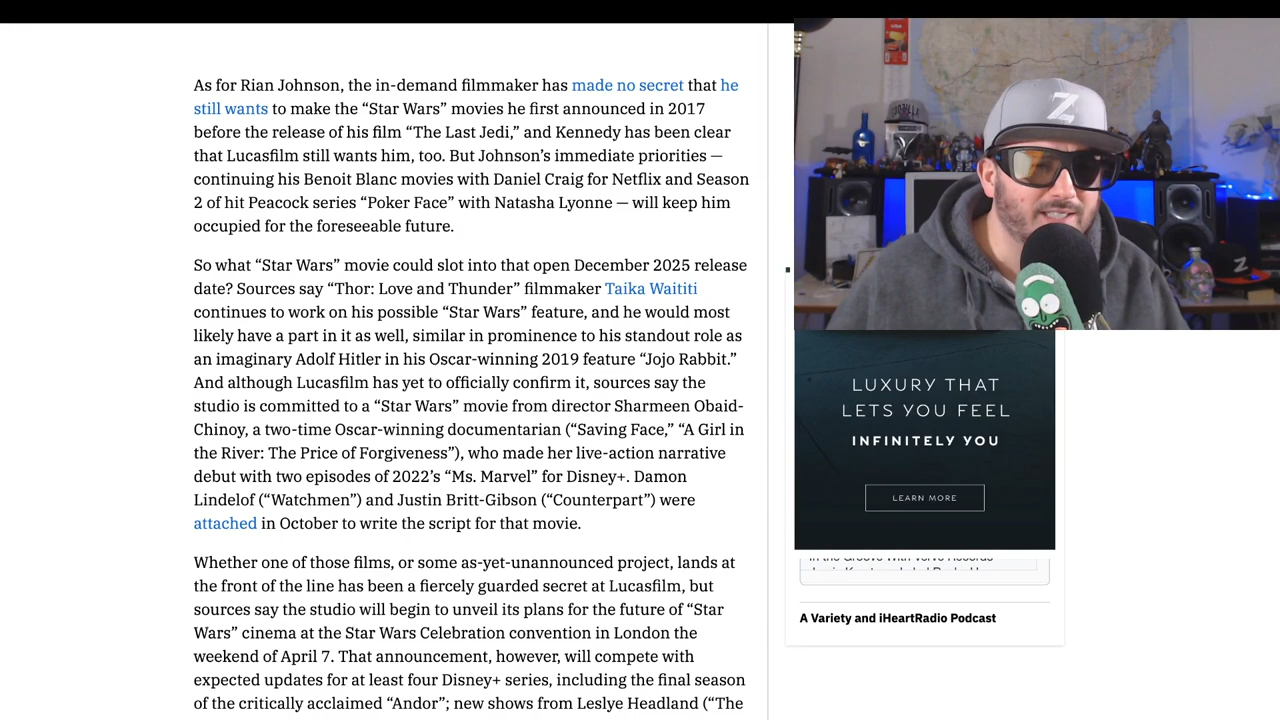 As for Rian Johnson, the in-demand filmmaker has made no secret that he
still wants to make the “Star Wars” movies he first announced in 2017
before the release of his film “The Last Jedi,” and Kennedy has been clear
that Lucasfilm still wants him, too. But Johnson’s immediate priorities —
continuing his Benoit Blanc movies with Daniel Craig for Netflix and Season
2 of hit Peacock series “Poker Face” with Natasha Lyonne — will keep him
occupied for the foreseeable future.
So what “Star Wars” movie could slot into that open December 2025 release
date? Sources say “Thor: Love and Thunder” filmmaker Taika Waititi
continues to work on his possible “Star Wars” feature, and he would most
likely have a part in it as well, similar in prominence to his standout role as
an imaginary Adolf Hitler in his Oscar-winning 2019 feature “Jojo Rabbit.”
And although Lucasfilm has yet to officially confirm it, sources say the
studio is committed to a “Star Wars” movie from director Sharmeen Obaid-
Chinoy, a two-time Oscar-winning documentarian (“Saving Face,” “A Girl in
the River: The Price of Forgiveness”), who made her live-action narrative
debut with two episodes of 2022’s “Ms. Marvel” for Disney+. Damon
Lindelof (“Watchmen”) and Justin Britt-Gibson (“Counterpart”) were
attached in October to write the script for that movie.
Whether one of those films, or some as-yet-unannounced project, lands at
the front of the line has been a fiercely guarded secret at Lucasfilm, but
sources say the studio will begin to unveil its plans for the future of “Star
Wars” cinema at the Star Wars Celebration convention in London the
weekend of April 7. That announcement, however, will compete with
expected updates for at least four Disney+ series, including the final season
of the critically acclaimed “Andor”; new shows from Leslye Headland (“The
Z
Z
LUXURY THAT
LETS YOU FEEL
INFINITELY YOU
LEARN MORE
A Variety and iHeartRadio Podcast